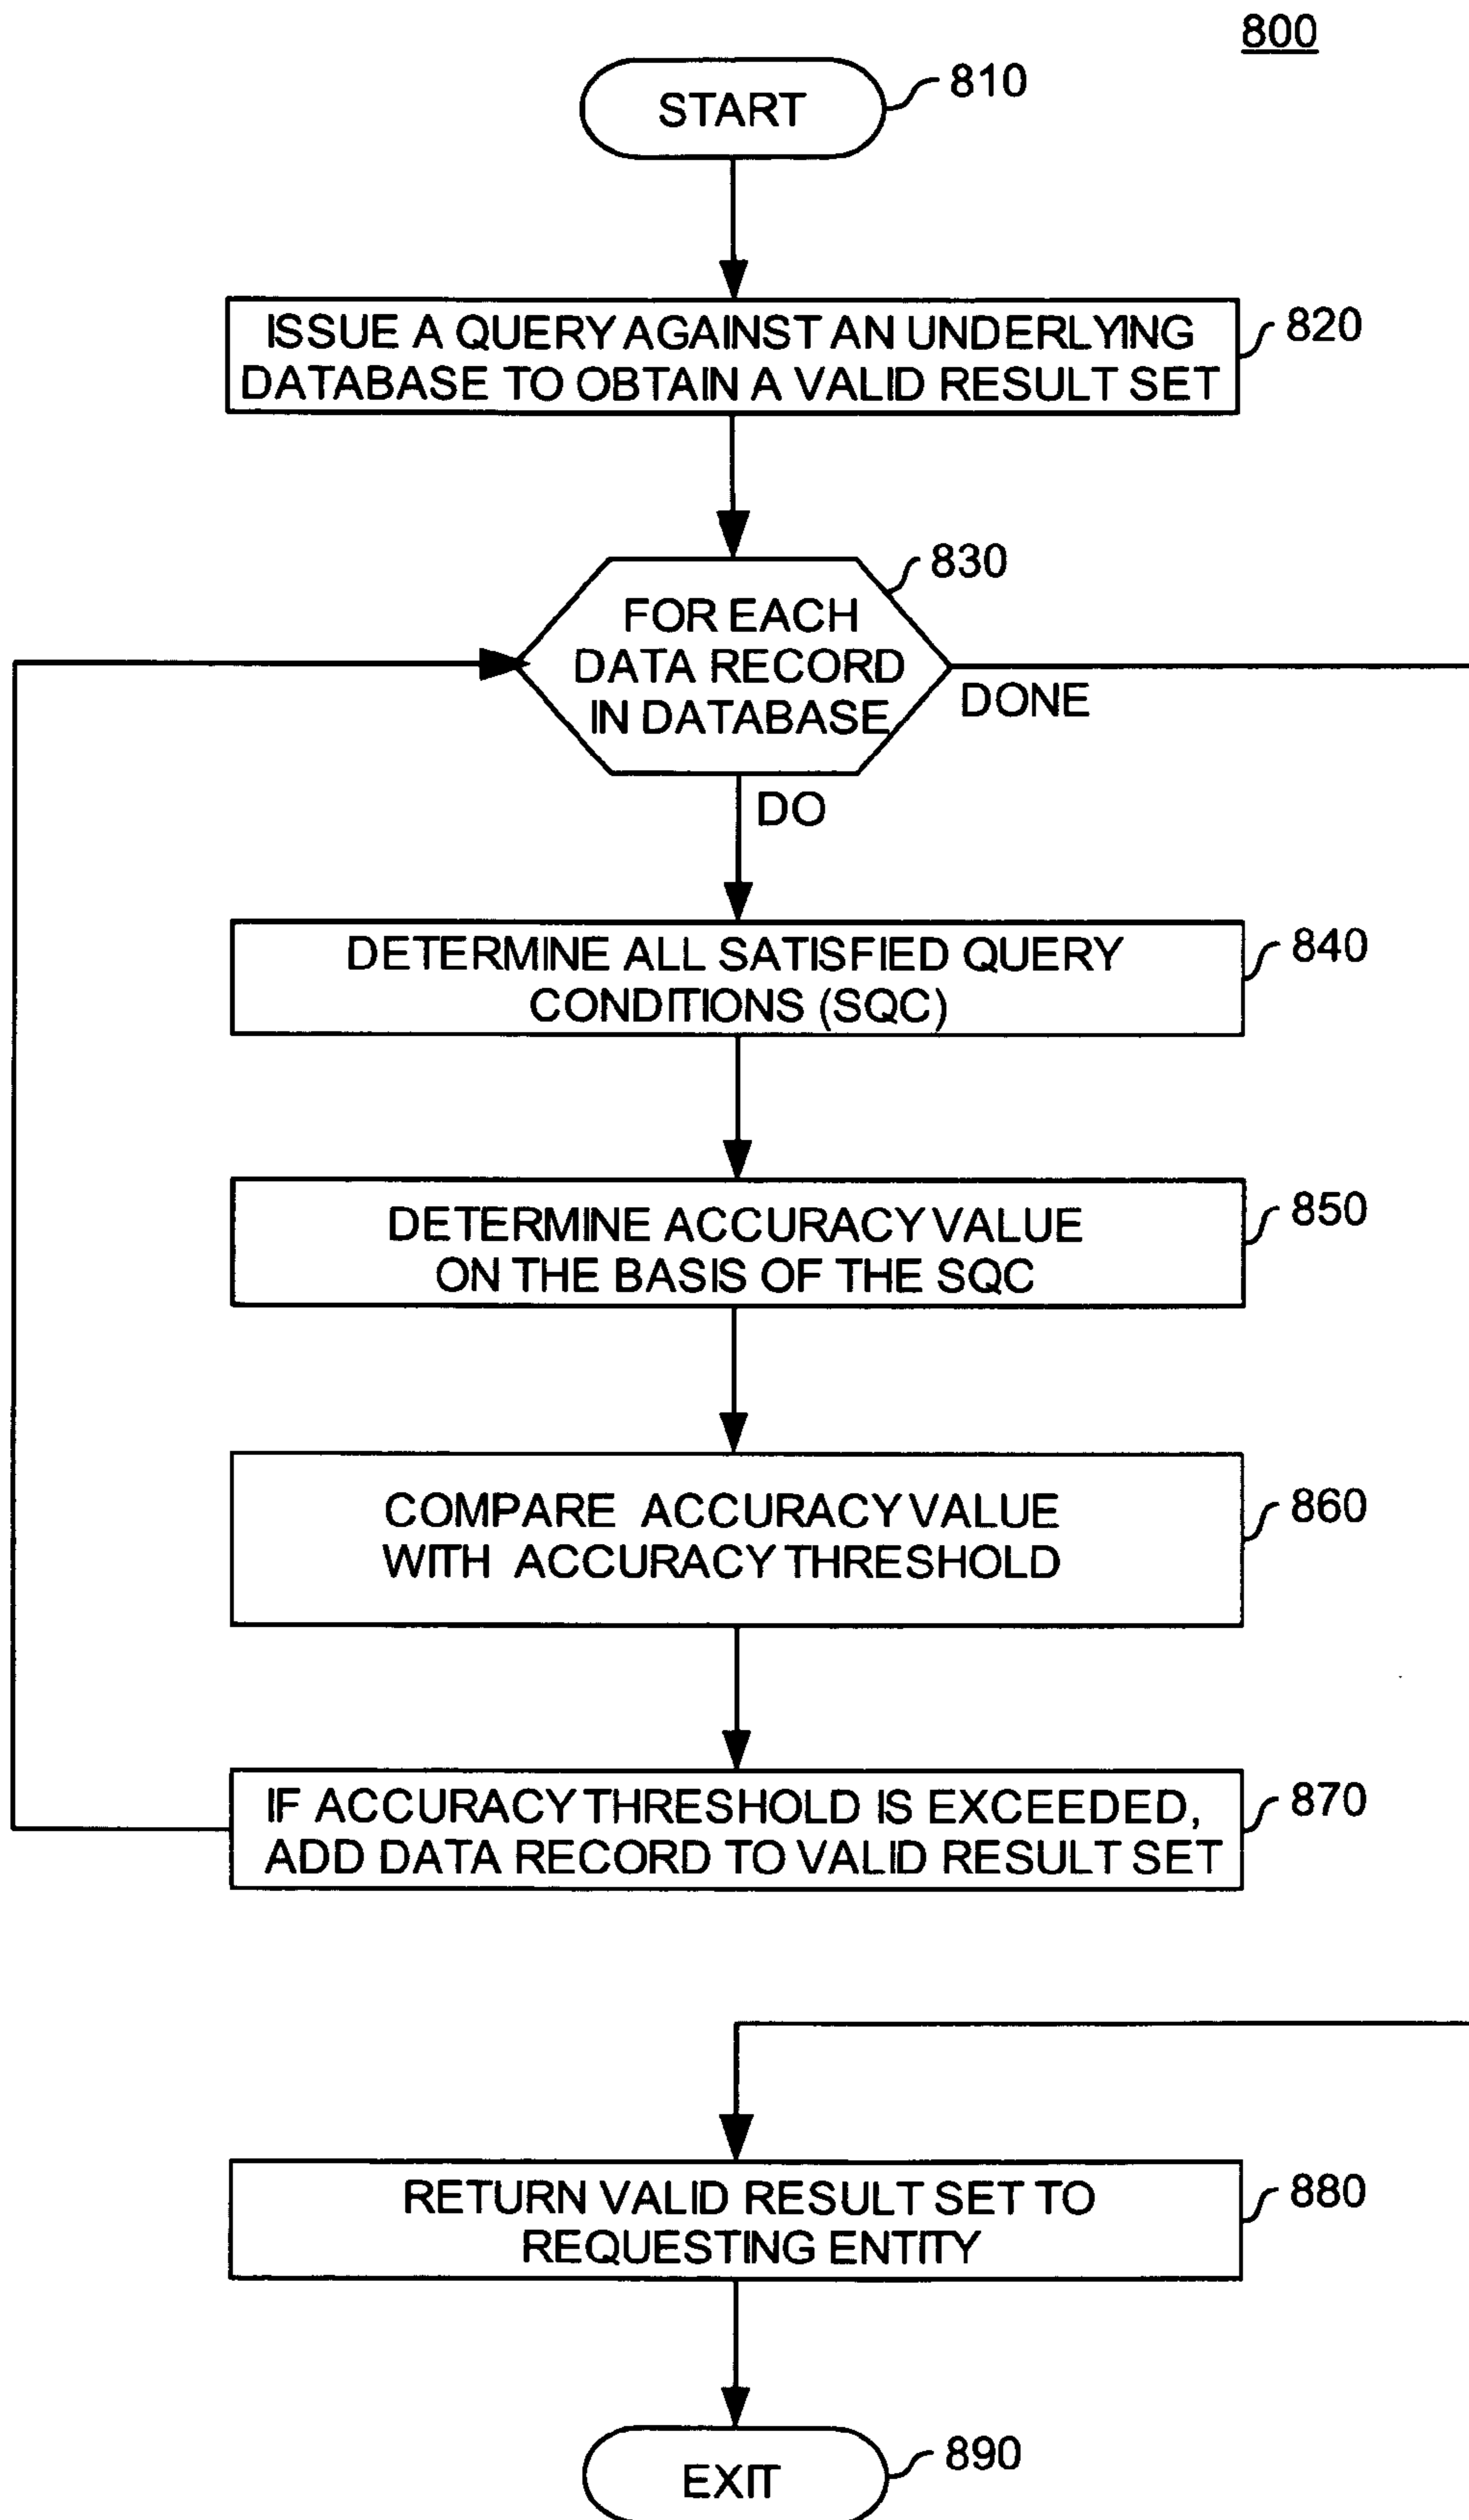 800
START
810
ISSUE A QUERY AGAINST AN UNDERLYING
DATABASE TO OBTAIN A VALID RESULT SET
820
FOR EACH
DATA RECORD
IN DATABASE
830
DONE
DO
DETERMINE ALL SATISFIED QUERY
CONDITIONS (SQC)
840
DETERMINE ACCURACY VALUE
ON THE BASIS OF THE SQC
850
COMPARE ACCURACY VALUE
WITH ACCURACY THRESHOLD
860
IF ACCURACY THRESHOLD IS EXCEEDED,
ADD DATA RECORD TO VALID RESULT SET
870
RETURN VALID RESULT SET TO
REQUESTING ENTITY
880
EXIT
890